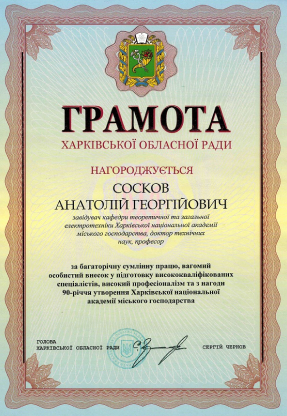 ГРАМОТА
ХАРКІВСЬКОЇ ОБЛАСНОЇ РАДИ
НАГОРОДЖУЄТЬСЯ
СОСКОВ
АНАТОЛІЙ ГЕОРГІЙОВИЧ
завідувач кафедри теоретичної та загальної
електротехніки Харківської національної академії
міського господарства, доктор технічних
наук, професор
за багаторічну сумлінну працю, вагомий
особистий внесок у підготовку висококваліфікованих
спеціалістів, високий професіоналізм та з нагоди
90-річчя утворення Харківської національної
академії міського господарства
ГОЛОВА
ХАРКІВСЬКОЇ ОБЛАСНОЇ РАДИ СЕРГІЙ ЧЕРНОВ